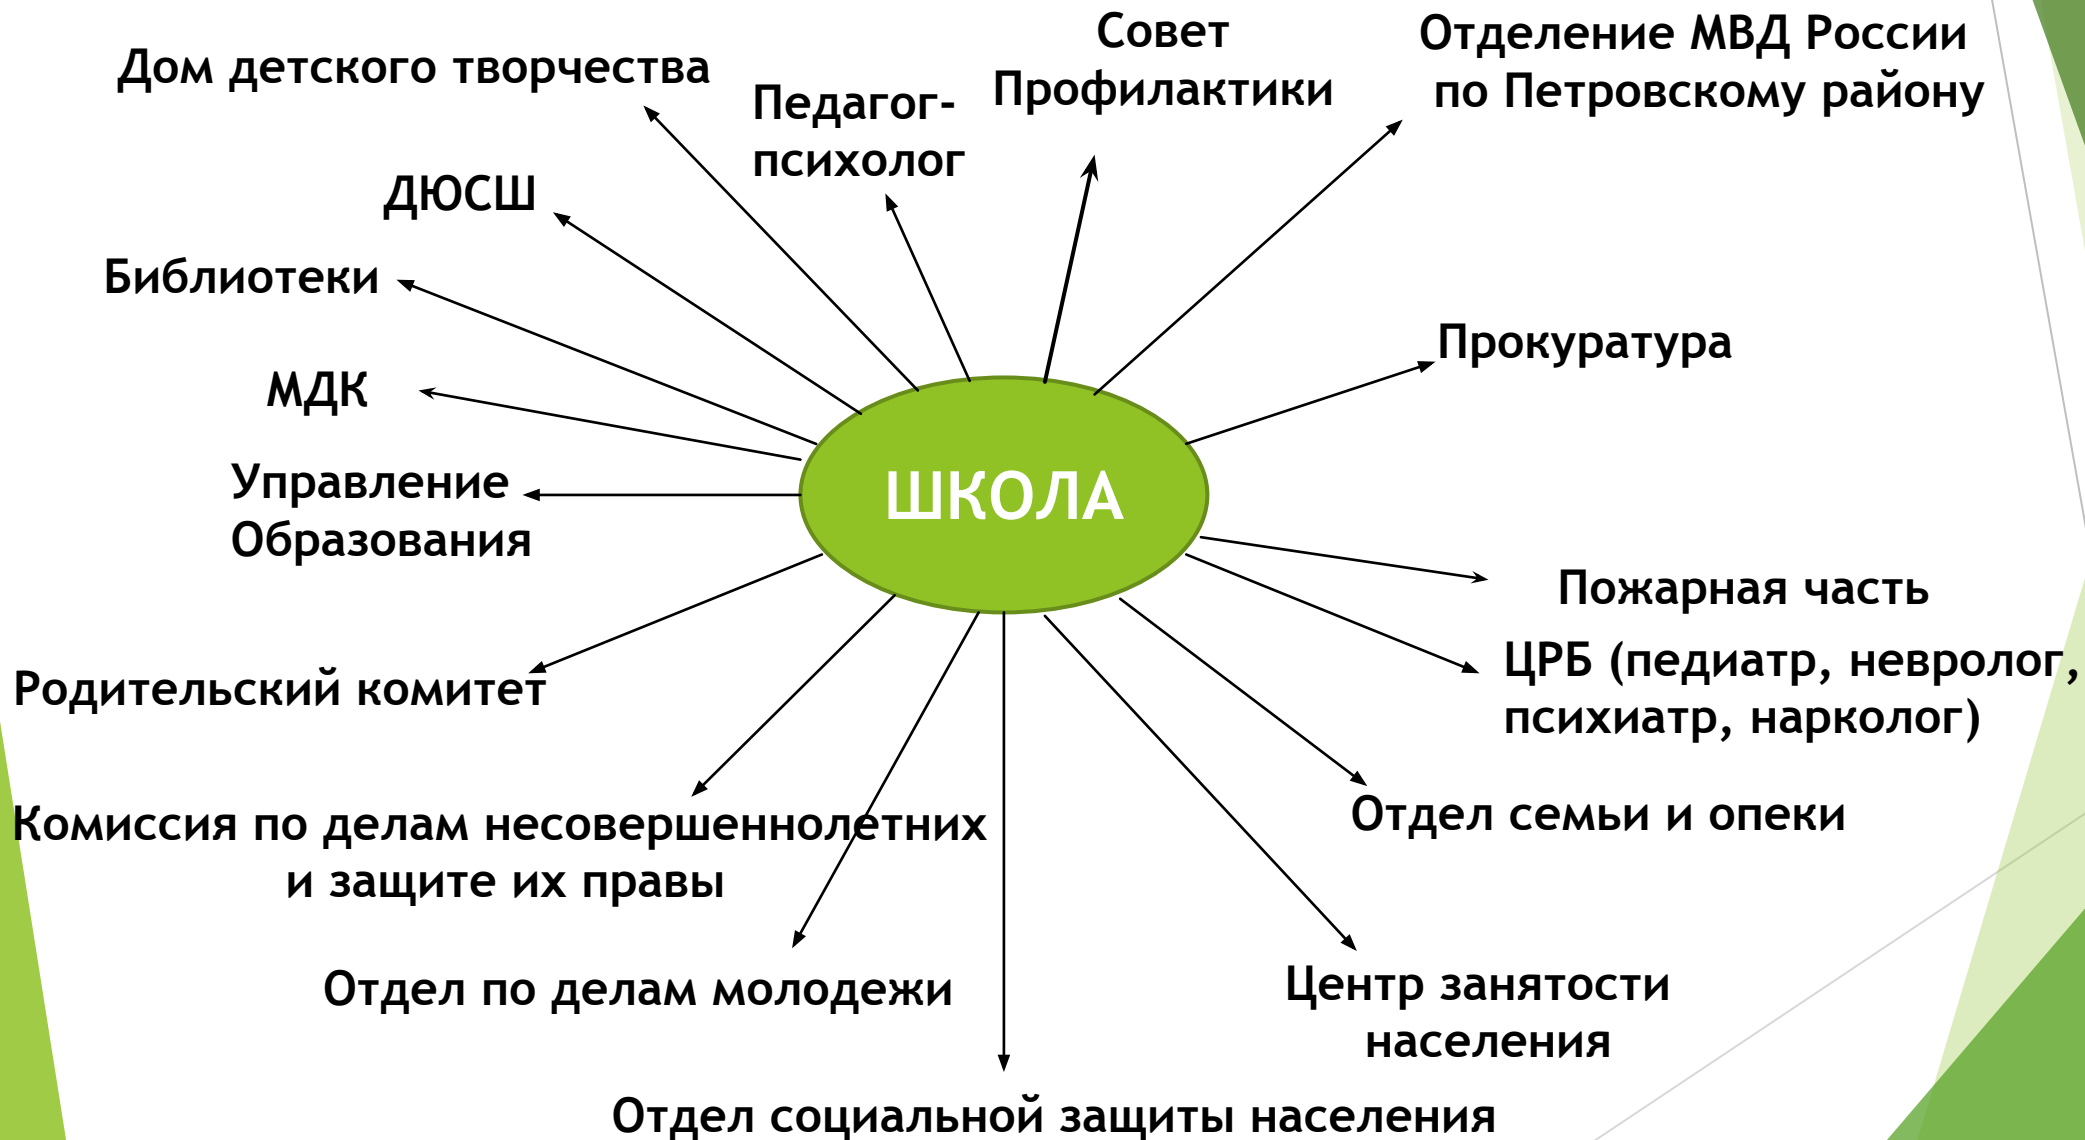 Совет
Профилактики
Отделение МВД России
по Петровскому району
Дом детского творчества
Педагог-
психолог
ДЮСШ
Библиотеки
Прокуратура
МДК
Управление
Образования
ШКОЛА
Пожарная часть
ЦРБ (педиатр, невролог,
психиатр, нарколог)
Родительский комитет
Комиссия по делам несовершеннолетних
и защите их правы
Отдел семьи и опеки
Отдел по делам молодежи
Центр занятости
населения
Отдел социальной защиты населения